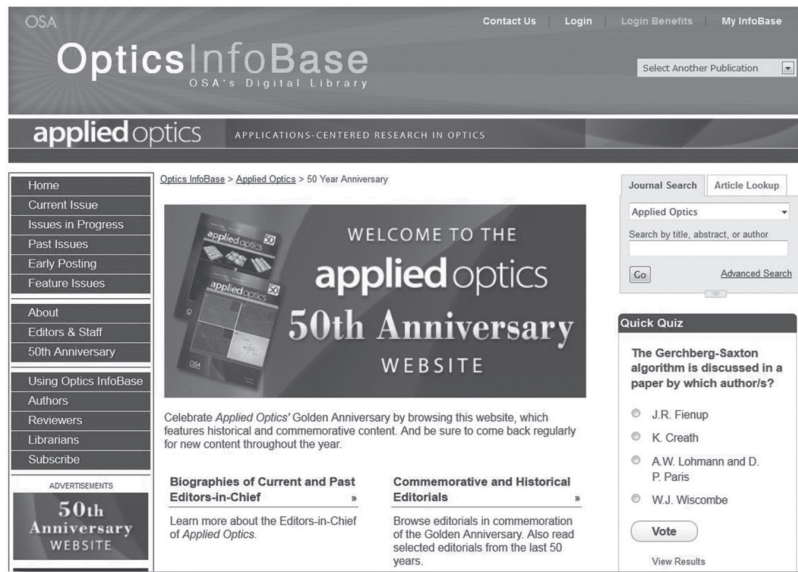 OSA
Contact Us
Login
Login Benefits
My InfoBase
OpticsInfoBase
OSA's Digital Library
Select Another Publication
applied optics
APPLICATIONS-CENTERED RESEARCH IN OPTICS
Home
Current Issue
Issues in Progress
Past Issues
Early Posting
Feature Issues
About
Editors & Staff
50th Anniversary
Using Optics InfoBase
Authors
Reviewers
Librarians
Subscribe
ADVERTISEMENTS
50th
Anniversary
WEBSITE
Optics InfoBase > Applied Optics > 50 Year Anniversary
applied optics 50
applied optics 50
WELCOME TO THE
applied optics
50th Anniversary
WEBSITE
Celebrate Applied Optics' Golden Anniversary by browsing this website, which
features historical and commemorative content. And be sure to come back regularly
for new content throughout the year.
Biographies of Current and Past
Editors-in-Chief »
Learn more about the Editors-in-Chief
of Applied Optics.
Commemorative and Historical
Editorials »
Browse editorials in commemoration
of the Golden Anniversary. Also read
selected editorials from the last 50
years.
Journal Search
Article Lookup
Applied Optics
Search by title, abstract, or author
Go
Advanced Search
Quick Quiz
The Gerchberg-Saxton
algorithm is discussed in a
paper by which author/s?
J.R. Fienup
K. Creath
A.W. Lohmann and D.
P. Paris
W.J. Wiscombe
Vote
View Results